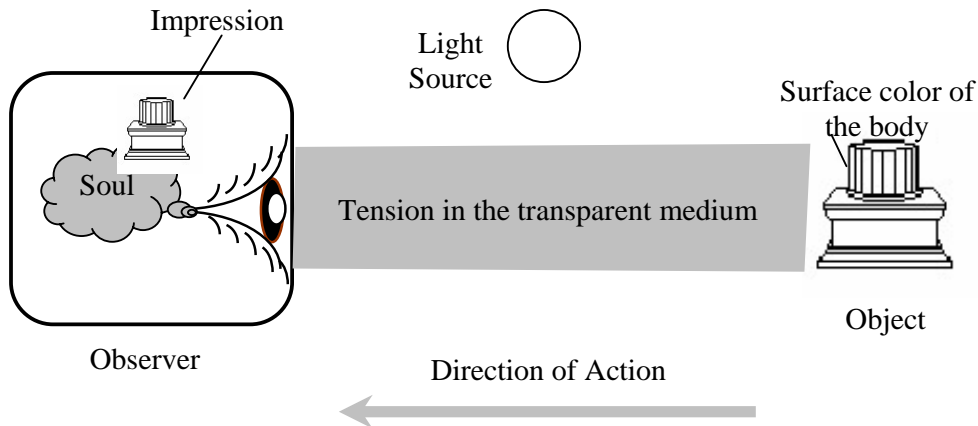 Impression
Light
Source
Surface color of
the body
Soul
Tension in the transparent medium
Object
Observer
Direction of Action